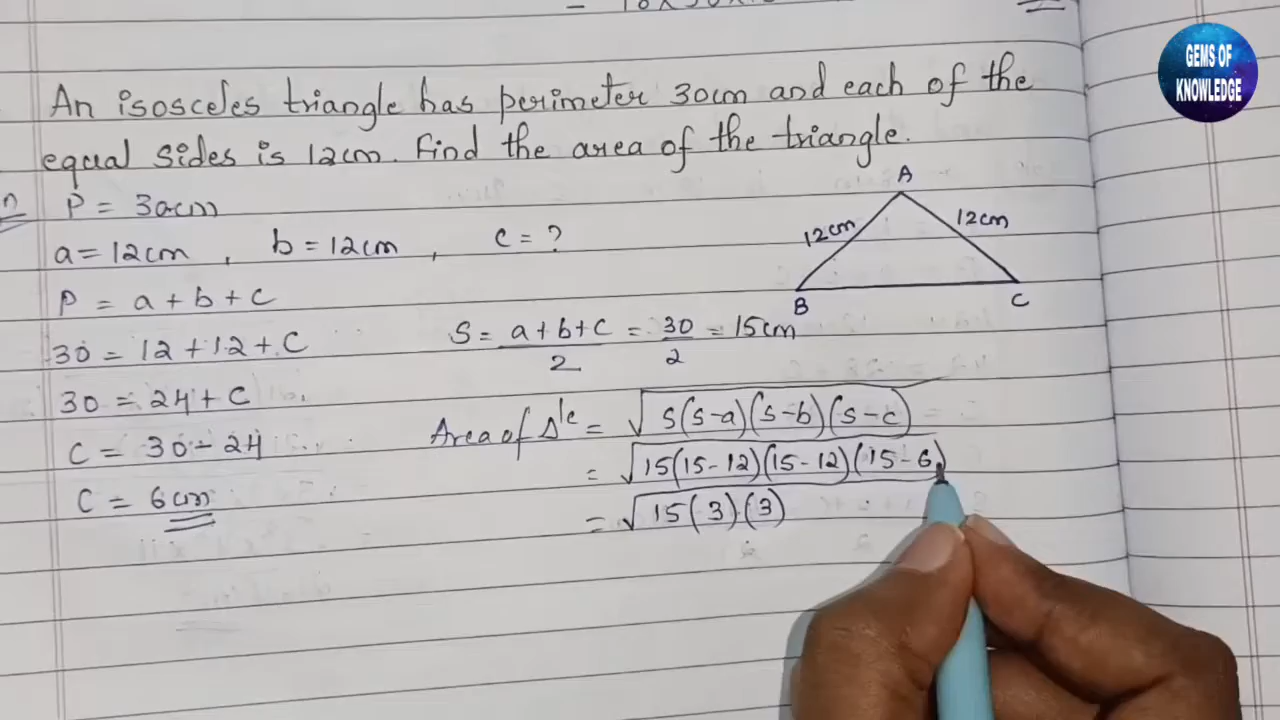 An isosceles triangle has perimeter 30cm and each of the
equal sides is 12cm. Find the area of the triangle.
P = 30cm
a = 12cm , b = 12cm , c = ?
P = a + b + c
30 = 12 + 12 + C
30 = 24 + C
C = 30 - 24
C = 6cm
A
12cm
12cm
B
C
S = a + b + c / 2 = 30 / 2 = 15cm
Area of Δ'le = √s(s-a)(s-b)(s-c)
= √15(15-12)(15-12)(15-6)
= √15(3)(3)
GEMS OF
KNOWLEDGE